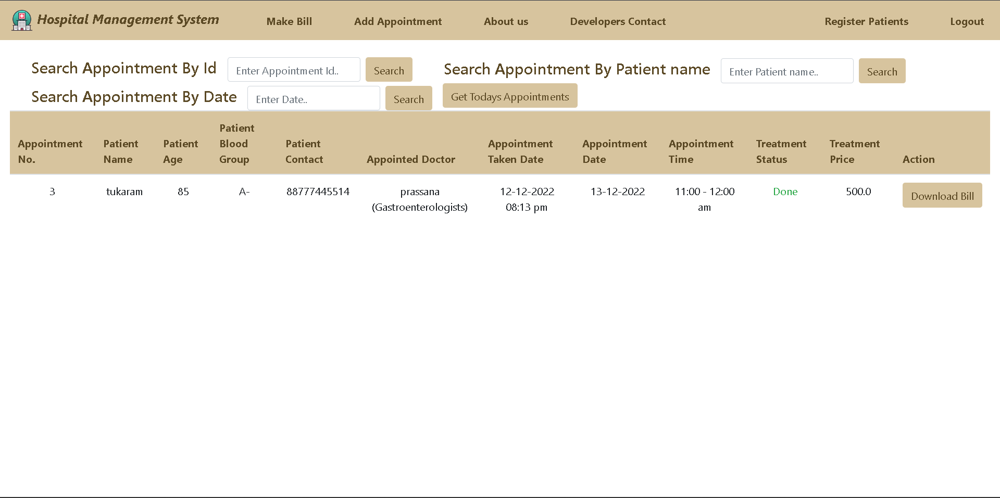 Hospital Management System Make Bill Add Appointment About us Developers Contact Register Patients Logout
Search Appointment By Id Enter Appointment Id.. Search Search Appointment By Patient name Enter Patient name.. Search
Search Appointment By Date Enter Date.. Search Get Todays Appointments
Appointment No. Patient Name Patient Age Patient Blood Group Patient Contact Appointed Doctor Appointment Taken Date Appointment Date Appointment Time Treatment Status Treatment Price Action
3 tukaram 85 A- 88777445514 prassana (Gastroenterologists) 12-12-2022 08:13 pm 13-12-2022 11:00 - 12:00 am Done 500.0 Download Bill